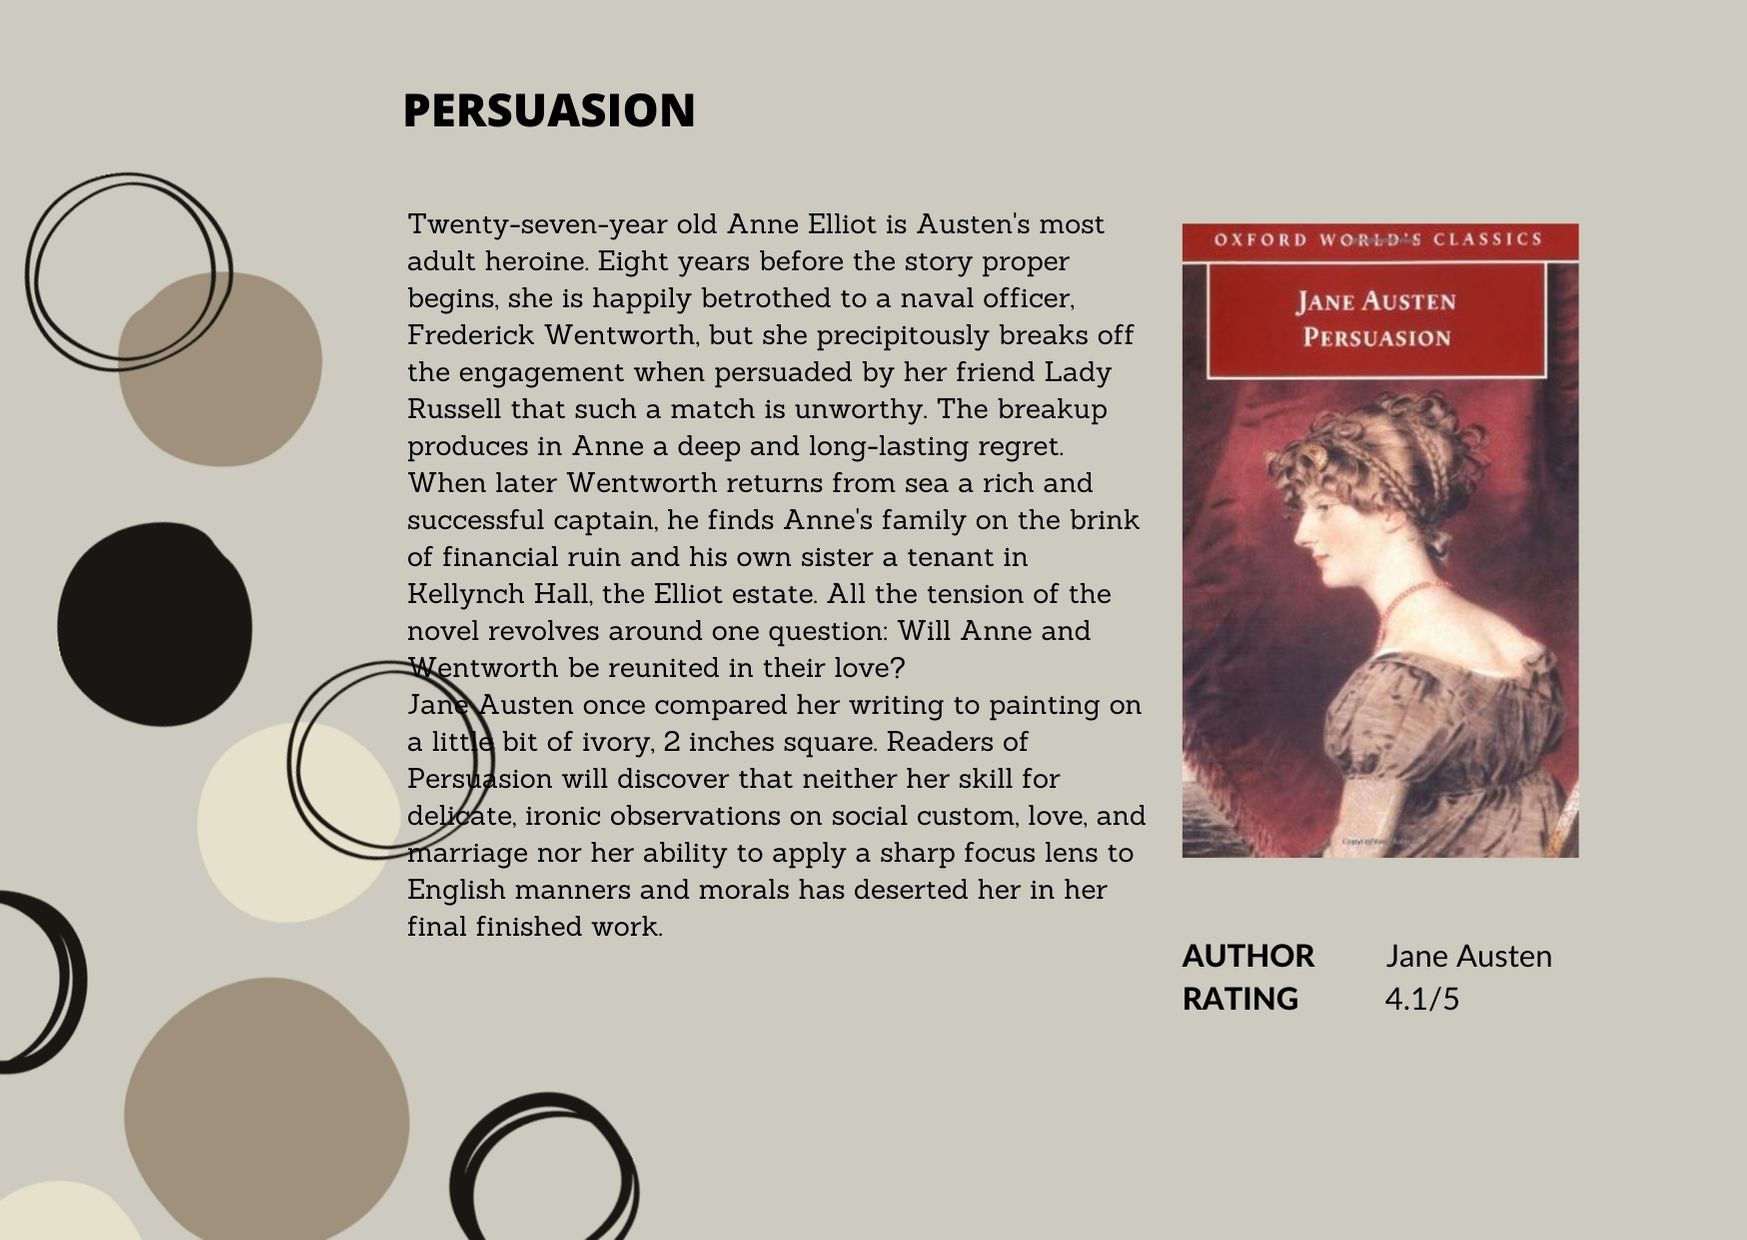 PERSUASION
Twenty-seven-year old Anne Elliot is Austen's most
adult heroine. Eight years before the story proper
begins, she is happily betrothed to a naval officer,
Frederick Wentworth, but she precipitously breaks off
the engagement when persuaded by her friend Lady
Russell that such a match is unworthy. The breakup
produces in Anne a deep and long-lasting regret.
When later Wentworth returns from sea a rich and
successful captain, he finds Anne's family on the brink
of financial ruin and his own sister a tenant in
Kellynch Hall, the Elliot estate. All the tension of the
novel revolves around one question: Will Anne and
Wentworth be reunited in their love?
Jane Austen once compared her writing to painting on
a little bit of ivory, 2 inches square. Readers of
Persuasion will discover that neither her skill for
delicate, ironic observations on social custom, love, and
marriage nor her ability to apply a sharp focus lens to
English manners and morals has deserted her in her
final finished work.
OXFORD WORLD'S CLASSICS
JANE AUSTEN
PERSUASION
AUTHOR Jane Austen
RATING 4.1/5